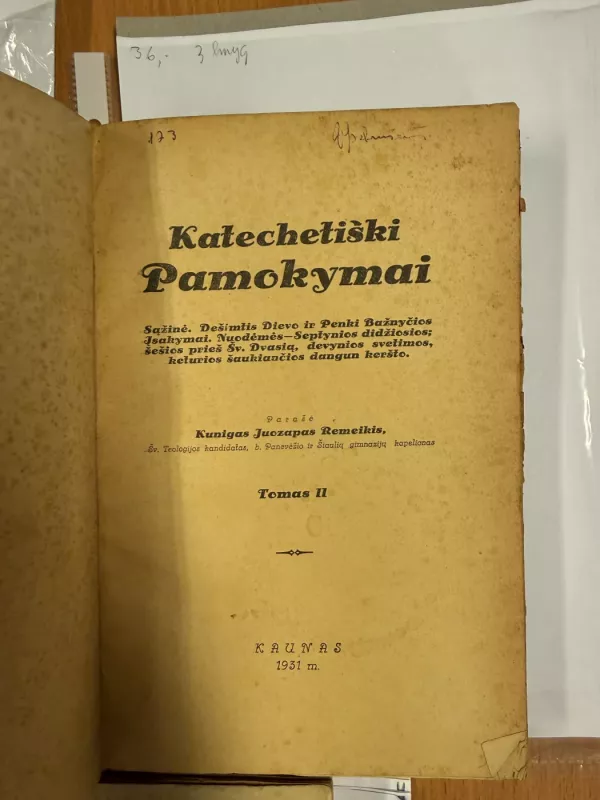 36,- 3 knyg
173
Katechetiški
Pamokymai
Sąžinė. Dešimtis Dievo ir Penki Bažnyčios
Įsakymai. Nuodėmės—Septynios didžiosios;
šešios prieš Šv. Dvasią, devynios svetimos,
keturios šaukiančios dangun keršto.
Parašė
Kunigas Juozapas Remeikis,
Šv. Teologijos kandidatas, b. Panevėžio ir Šiaulių gimnazijų kapelionas
Tomas II
KAUNAS
1931 m.